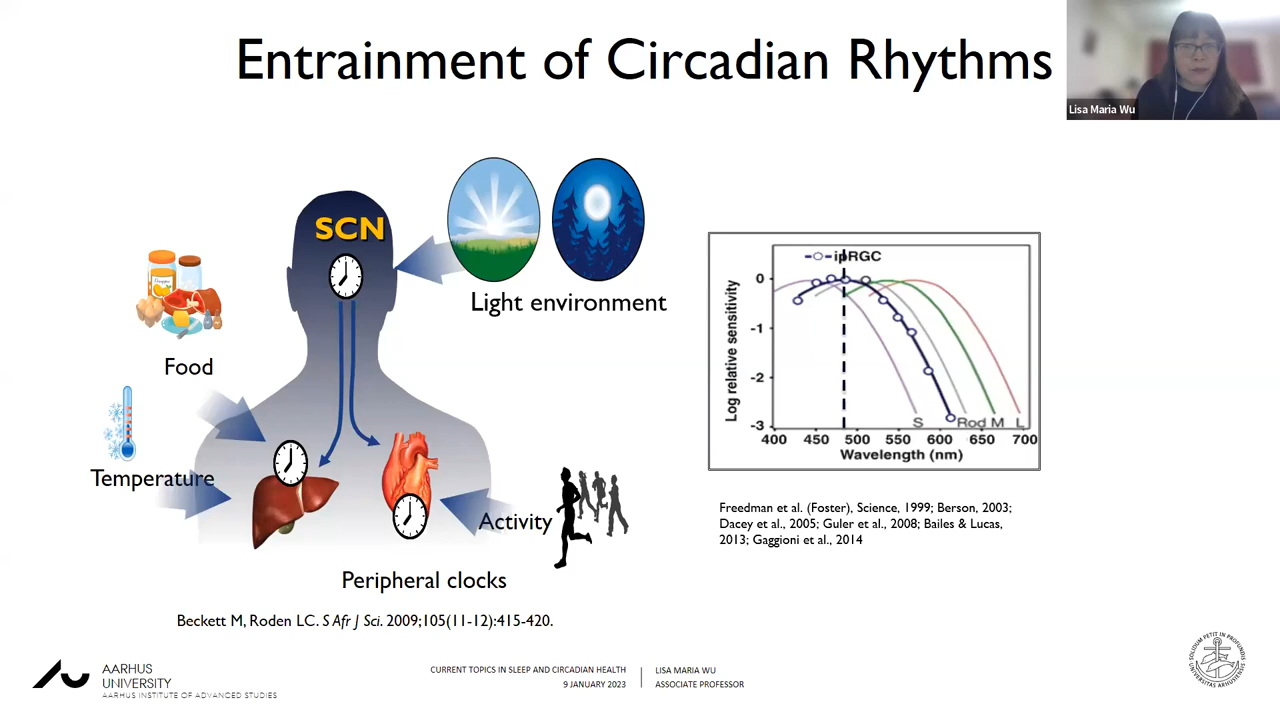 Entrainment of Circadian Rhythms
Lisa Maria Wu
SCN
Light environment
Food
Temperature
Activity
Peripheral clocks
Beckett M, Roden LC. S Afr J Sci. 2009;105(11-12):415-420.
ipRGC
Log relative sensitivity
0
-1
-2
-3
S
Rod
M
L
400 450 500 550 600 650 700
Wavelength (nm)
Freedman et al. (Foster), Science, 1999; Berson, 2003;
Dacey et al., 2005; Guler et al., 2008; Bailes & Lucas,
2013; Gaggioni et al., 2014
AARHUS
UNIVERSITY
AARHUS INSTITUTE OF ADVANCED STUDIES
CURRENT TOPICS IN SLEEP AND CIRCADIAN HEALTH
9 JANUARY 2023
LISA MARIA WU
ASSOCIATE PROFESSOR